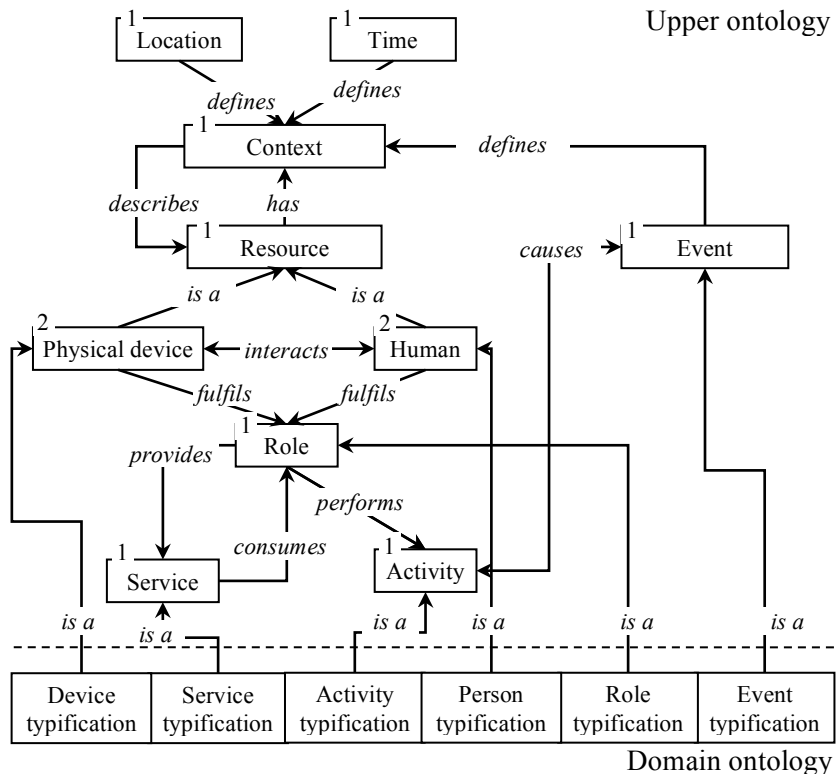 Upper ontology
1
Location
1
Time
defines
defines
1
Context
defines
describes
has
1
Resource
causes
1
Event
is a
is a
2
Physical device
interacts
2
Human
fulfils
fulfils
1
Role
provides
performs
consumes
1
Service
1
Activity
is a
is a
is a
is a
is a
is a
Device
typification
Service
typification
Activity
typification
Person
typification
Role
typification
Event
typification
Domain ontology